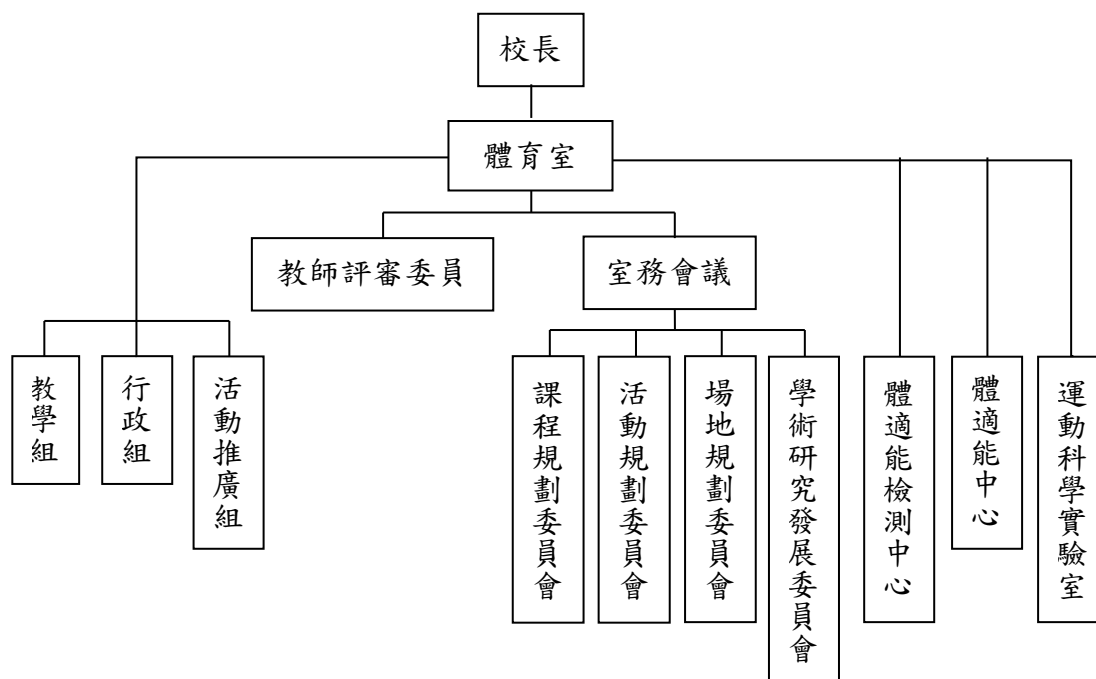 校長
體育室
教師評審委員
室務會議
教學組
行政組
活動推廣組
課程規劃委員會
活動規劃委員會
場地規劃委員會
學術研究發展委員會
體適能檢測中心
體適能中心
運動科學實驗室